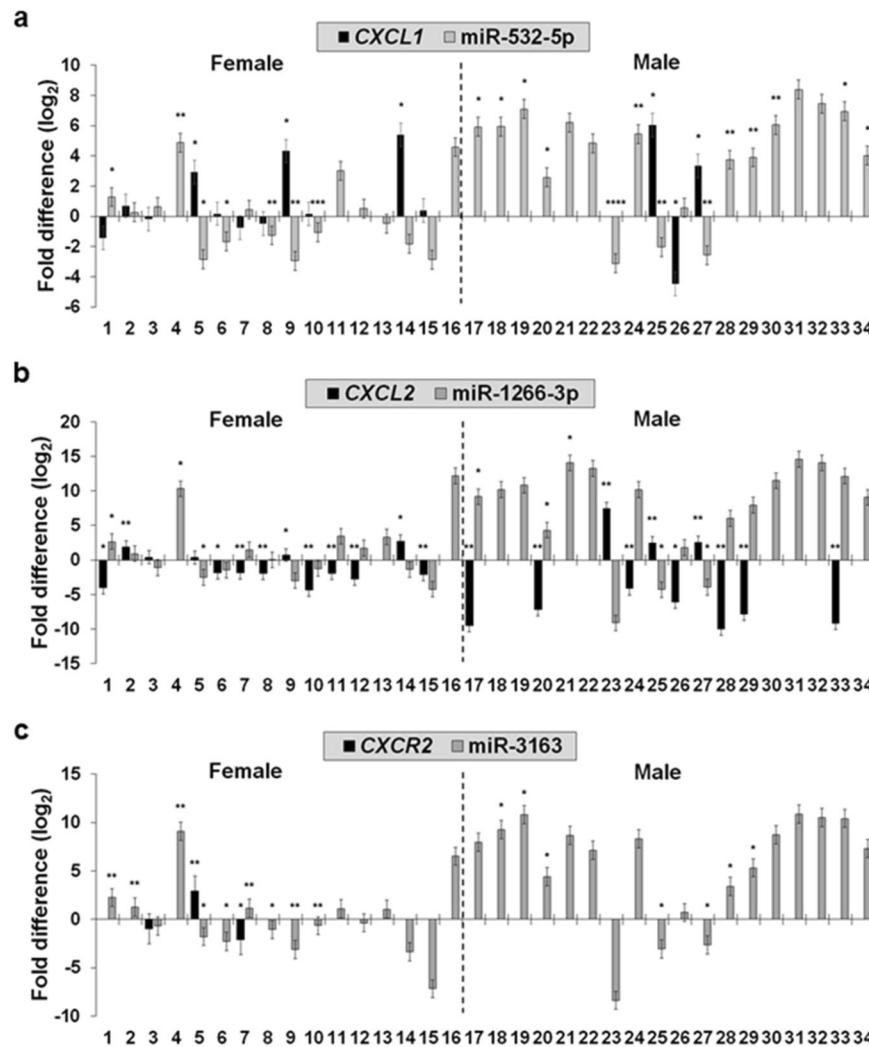 a
CXCL1 miR-532-5p
Female Male
Fold difference (log2)
10
8
6
4
2
0
-2
-4
-6
* ** * * * ** * ** *** * * * * * **** ** * ** * * ** ** ** ** * **
1 2 3 4 5 6 7 8 9 10 11 12 13 14 15 16 17 18 19 20 21 22 23 24 25 26 27 28 29 30 31 32 33 34
b
CXCL2 miR-1266-3p
Female Male
Fold difference (log2)
20
15
10
5
0
-5
-10
-15
1 2 3 4 5 6 7 8 9 10 11 12 13 14 15 16 17 18 19 20 21 22 23 24 25 26 27 28 29 30 31 32 33 34
c
CXCR2 miR-3163
Female Male
Fold difference (log2)
15
10
5
0
-5
-10
1 2 3 4 5 6 7 8 9 10 11 12 13 14 15 16 17 18 19 20 21 22 23 24 25 26 27 28 29 30 31 32 33 34